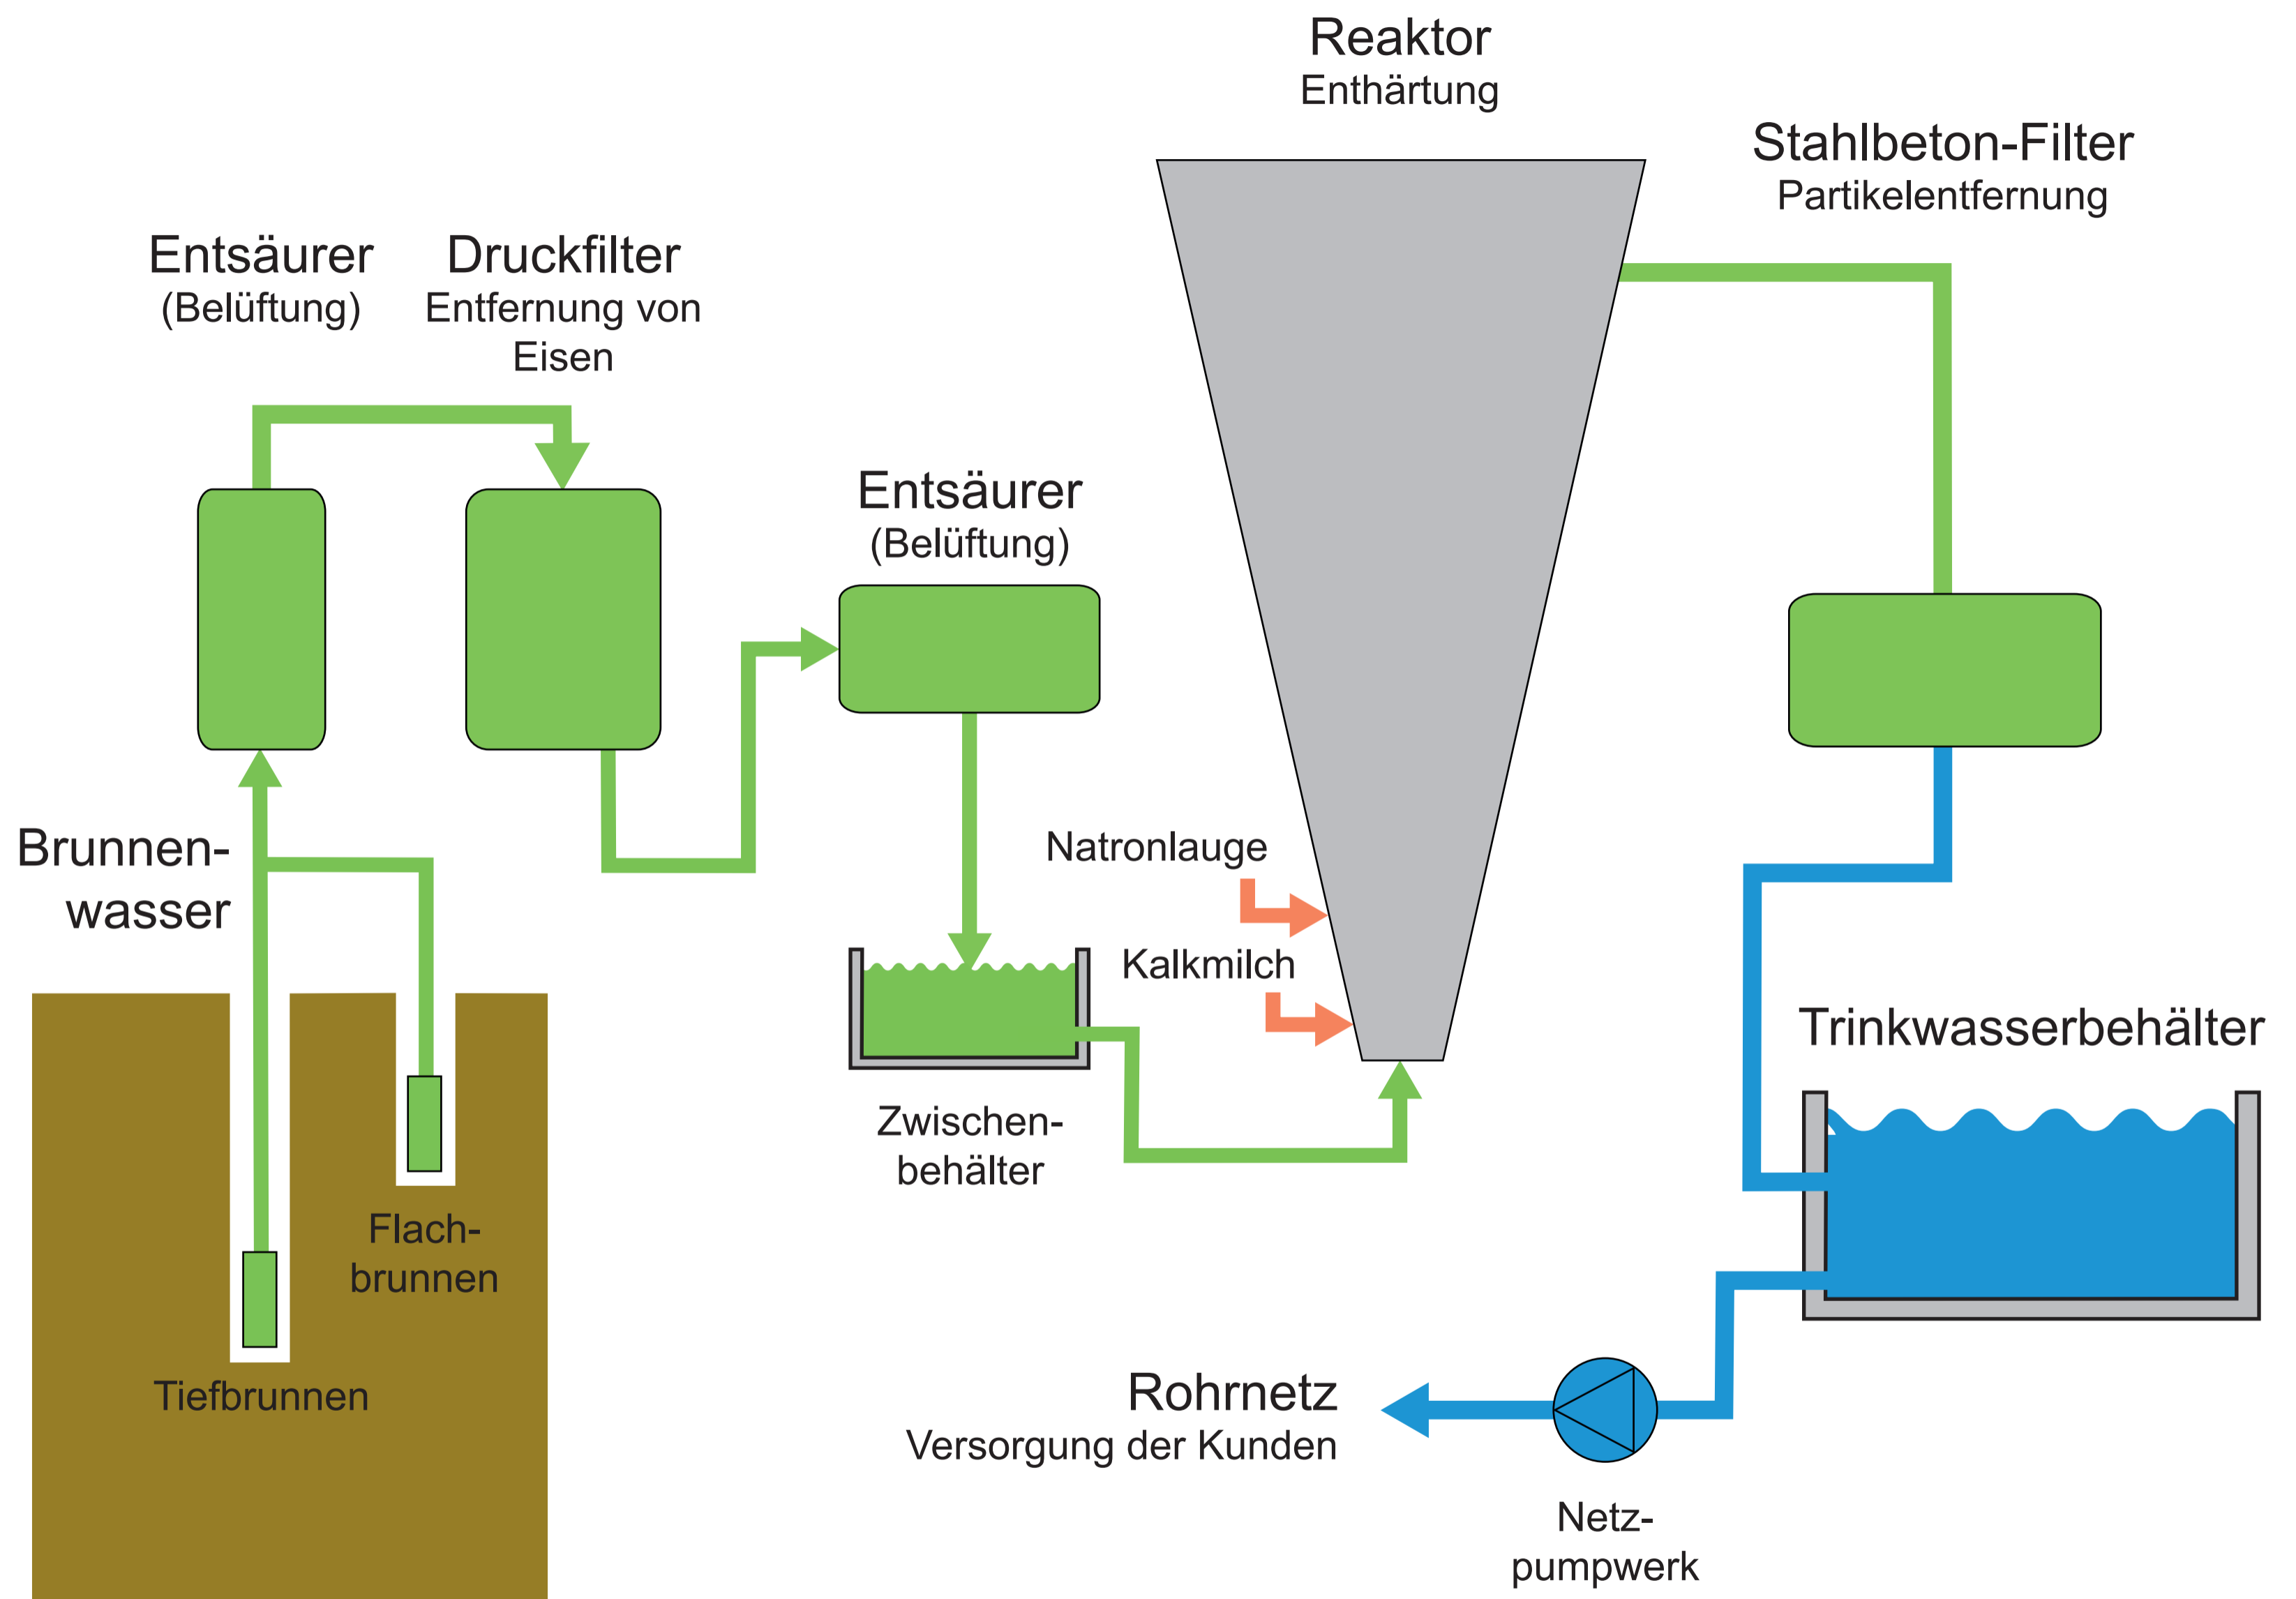 Reaktor
Enthärtung
Stahlbeton-Filter
Partikelentfernung
Entsäurer
(Belüftung)
Druckfilter
Entfernung von
Eisen
Entsäurer
(Belüftung)
Brunnen-
wasser
Natronlauge
Kalkmilch
Trinkwasserbehälter
Zwischen-
behälter
Flach-
brunnen
Tiefbrunnen
Rohrnetz
Versorgung der Kunden
Netz-
pumpwerk